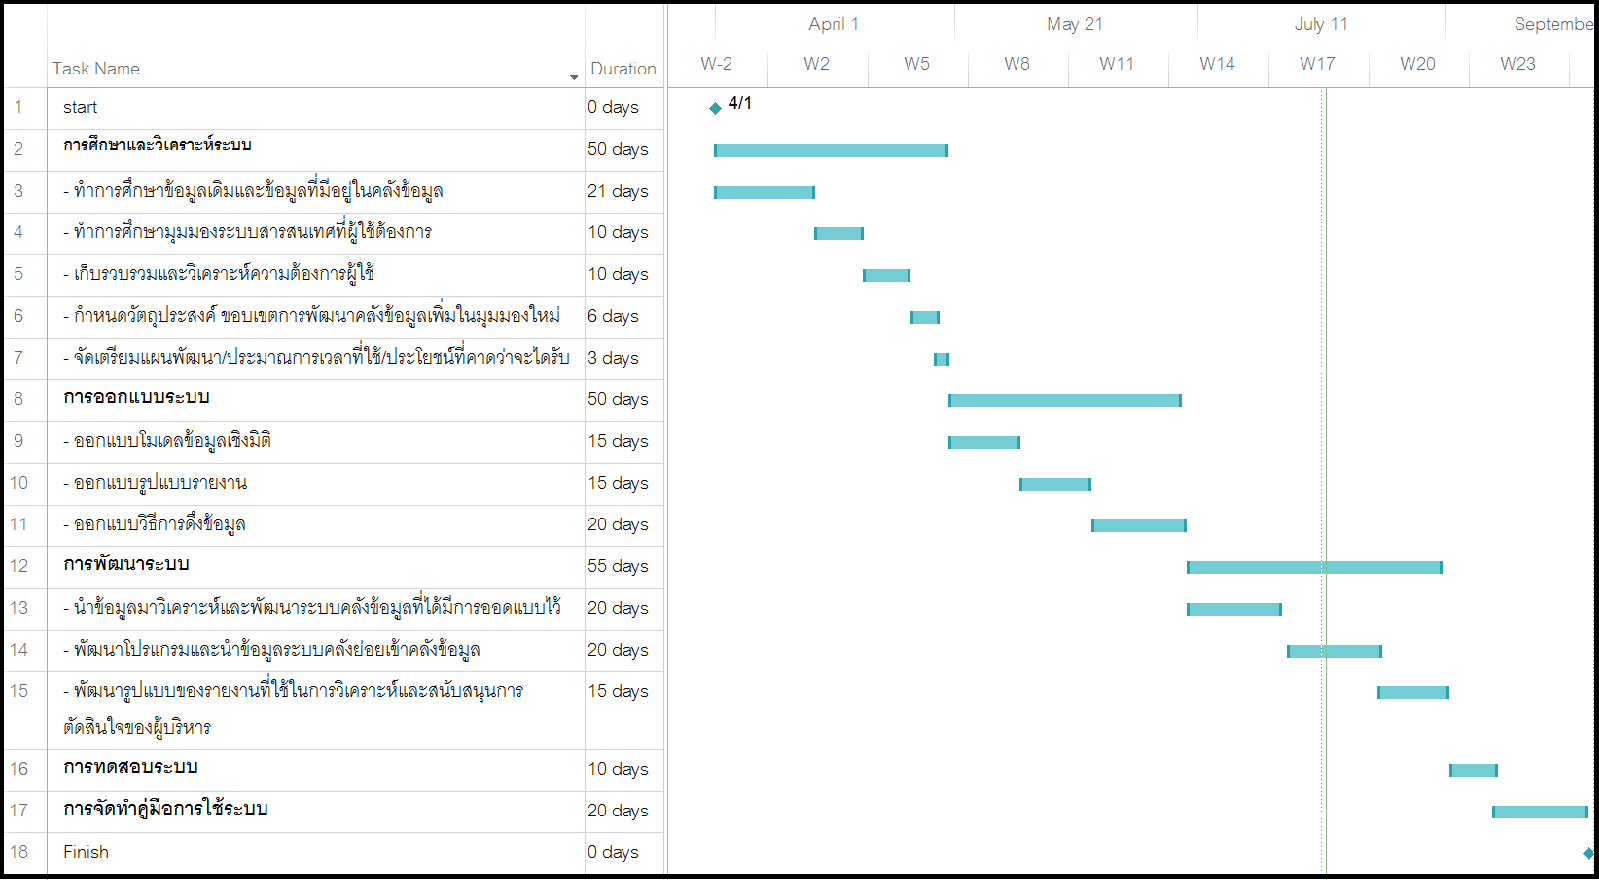 April 1 May 21 July 11 Septembe
Task Name Duration W-2 W2 W5 W8 W11 W14 W17 W20 W23
1 start 0 days 4/1
2 การศึกษาและวิเคราะห์ระบบ 50 days
3 - ทำการศึกษาข้อมูลเดิมและข้อมูลที่มีอยู่ในคลังข้อมูล 21 days
4 - ทำการศึกษามุมมองระบบสารสนเทศที่ผู้ใช้ต้องการ 10 days
5 - เก็บรวบรวมและวิเคราะห์ความต้องการผู้ใช้ 10 days
6 - กำหนดวัตถุประสงค์ ขอบเขตการพัฒนาคลังข้อมูลเพิ่มในมุมมองใหม่ 6 days
7 - จัดเตรียมแผนพัฒนา/ประมาณการเวลาที่ใช้/ประโยชน์ที่คาดว่าจะไดรับ 3 days
8 การออกแบบระบบ 50 days
9 - ออกแบบโมเดลข้อมูลเชิงมิติ 15 days
10 - ออกแบบรูปแบบรายงาน 15 days
11 - ออกแบบวิธีการดึงข้อมูล 20 days
12 การพัฒนาระบบ 55 days
13 - นำข้อมูลมาวิเคราะห์และพัฒนาระบบคลังข้อมูลที่ได้มีการออดแบบไว้ 20 days
14 - พัฒนาโปรแกรมและนำข้อมูลระบบคลังย่อยเข้าคลังข้อมูล 20 days
15 - พัฒนารูปแบบของรายงานที่ใช้ในการวิเคราะห์และสนับสนุนการ 15 days
ตัดสินใจของผู้บริหาร
16 การทดสอบระบบ 10 days
17 การจัดทำคู่มือการใช้ระบบ 20 days
18 Finish 0 days